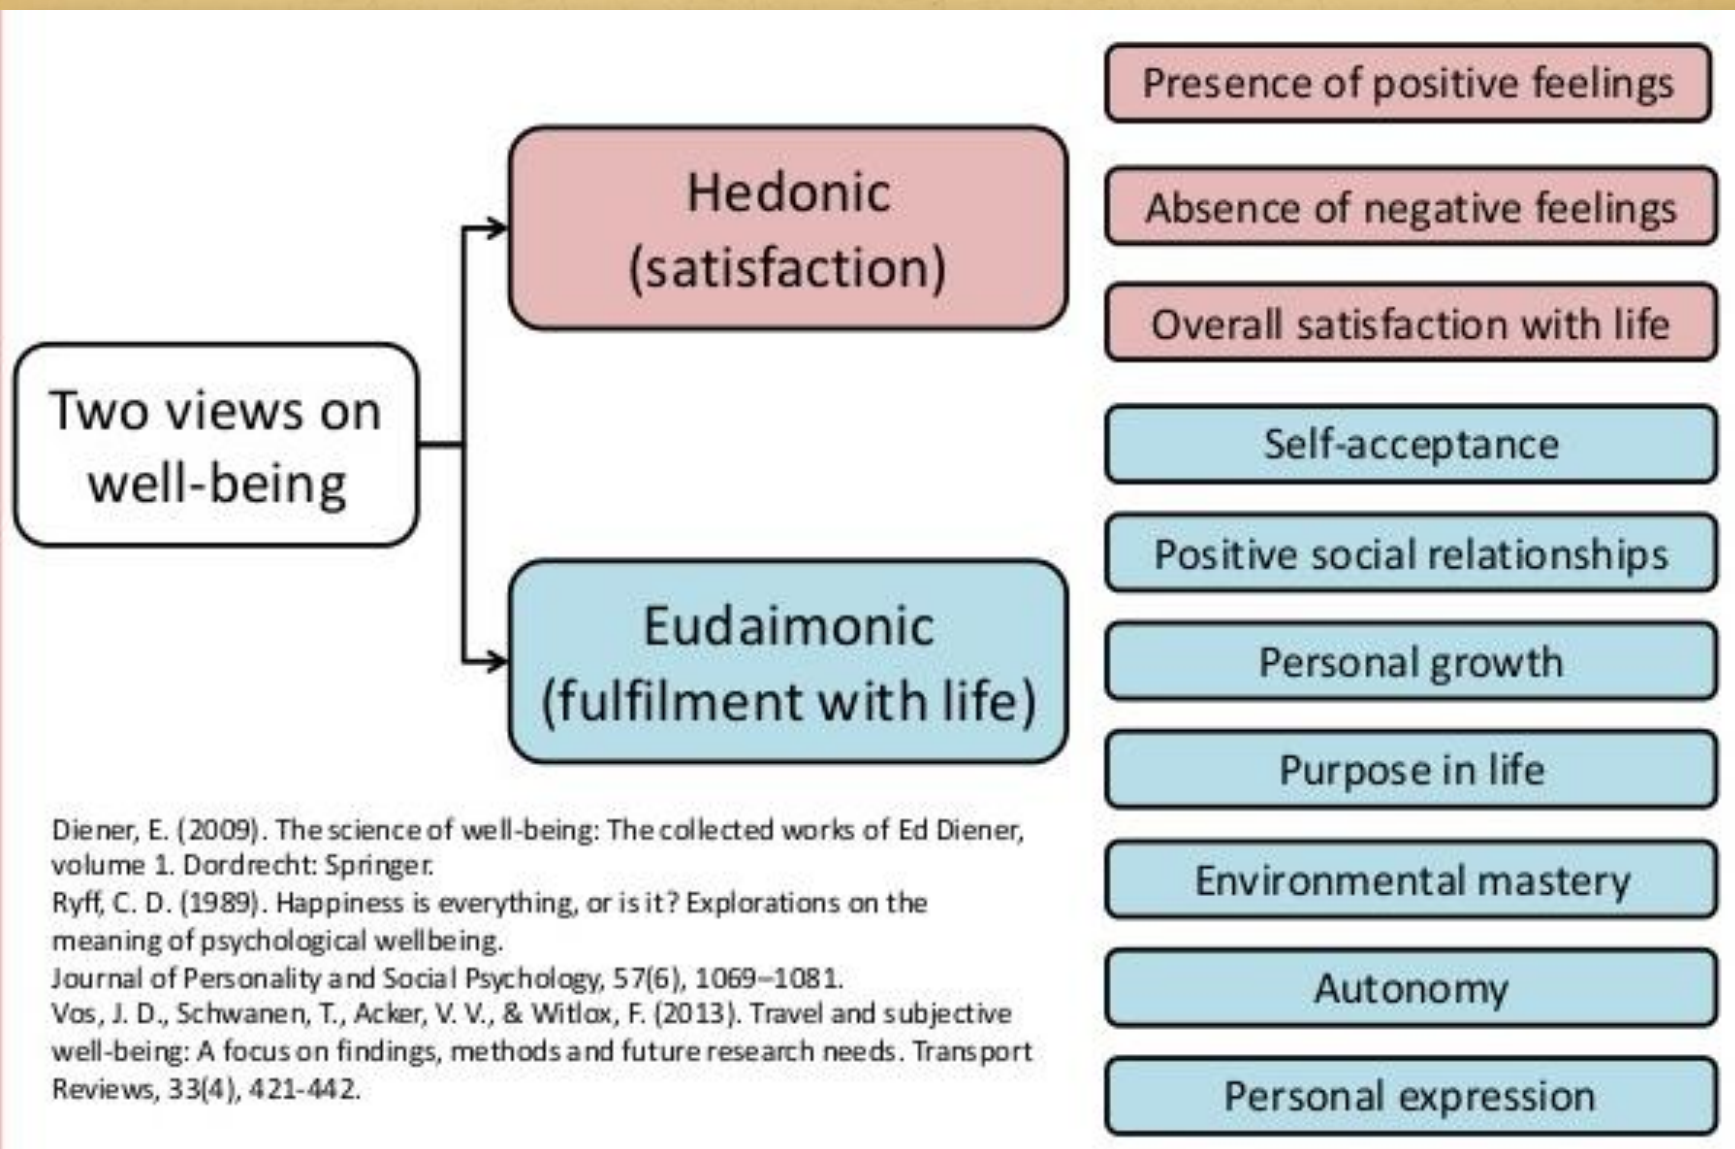 Two views on
well-being
Hedonic
(satisfaction)
Eudaimonic
(fulfilment with life)
Presence of positive feelings
Absence of negative feelings
Overall satisfaction with life
Self-acceptance
Positive social relationships
Personal growth
Purpose in life
Environmental mastery
Autonomy
Personal expression
Diener, E. (2009). The science of well-being: The collected works of Ed Diener,
volume 1. Dordrecht: Springer.
Ryff, C. D. (1989). Happiness is everything, or is it? Explorations on the
meaning of psychological wellbeing.
Journal of Personality and Social Psychology, 57(6), 1069–1081.
Vos, J. D., Schwanen, T., Acker, V. V., & Witlox, F. (2013). Travel and subjective
well-being: A focus on findings, methods and future research needs. Transport
Reviews, 33(4), 421-442.